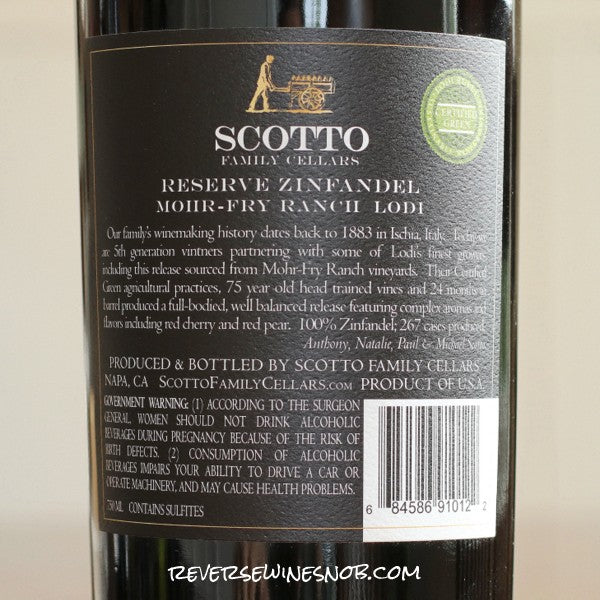 SCOTTO
FAMILY CELLARS
CERTIFIED
GREEN
RESERVE ZINFANDEL
MOHR-FRY RANCH LODI
Our family's winemaking history dates back to 1883 in Ischia, Italy. Today we
are 5th generation vintners partnering with some of Lodi's finest growers
including this release sourced from Mohr-Fry Ranch vineyards. Their Certified
Green agricultural practices, 75 year old head trained vines and 24 months in
barrel produced a full-bodied, well balanced release featuring complex aromas and
flavors including red cherry and red pear. 100% Zinfandel; 267 cases produced.
Anthony, Natalie, Paul & Michael Scotto
PRODUCED & BOTTLED BY SCOTTO FAMILY CELLARS
NAPA, CA SCOTTOFAMILYCELLARS.COM PRODUCT OF USA
GOVERNMENT WARNING: (1) ACCORDING TO THE SURGEON
GENERAL, WOMEN SHOULD NOT DRINK ALCOHOLIC
BEVERAGES DURING PREGNANCY BECAUSE OF THE RISK OF
BIRTH DEFECTS. (2) CONSUMPTION OF ALCOHOLIC
BEVERAGES IMPAIRS YOUR ABILITY TO DRIVE A CAR OR
OPERATE MACHINERY, AND MAY CAUSE HEALTH PROBLEMS.
750 ML CONTAINS SULFITES
6 84586 91012 2
REVERSEWINESNOB.COM